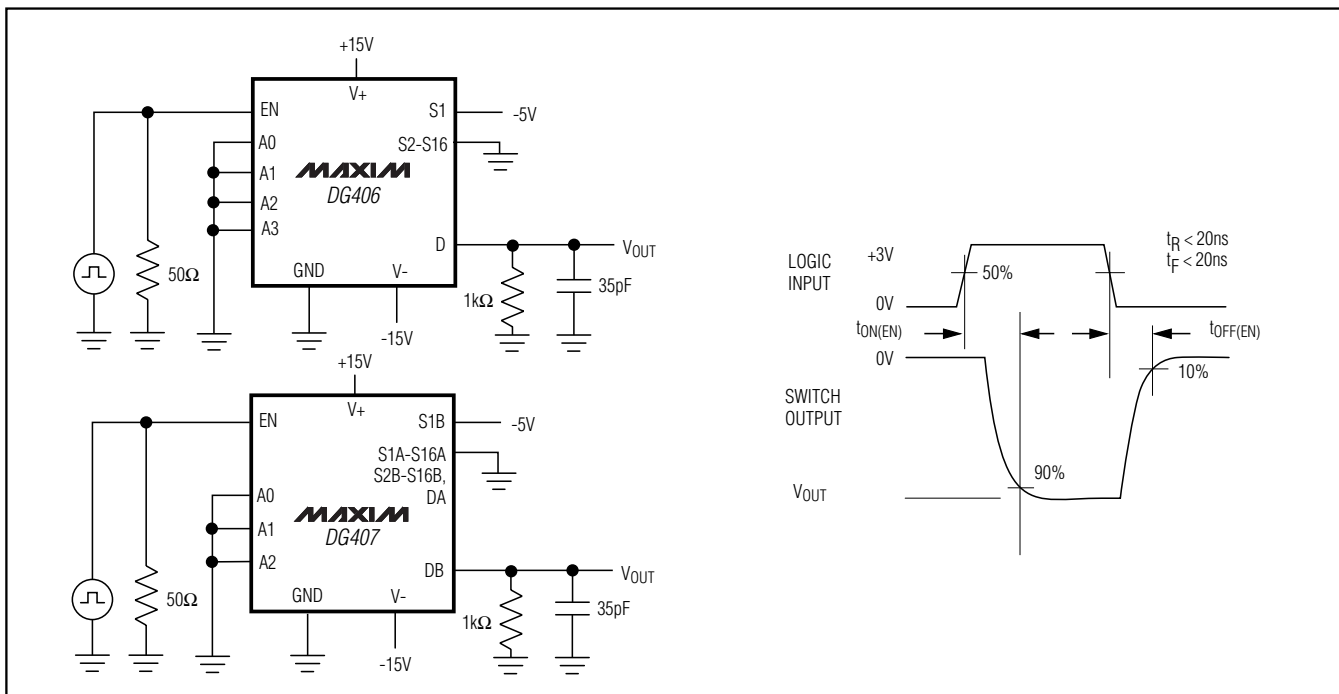 +15V
V+
EN
S1
-5V
A0
S2-S16
A1
MAXIM
DG406
A2
A3
D
VOUT
50Ω
GND
V-
1kΩ
35pF
-15V
+15V
V+
EN
S1B
-5V
S1A-S16A
S2B-S16B,
DA
A0
MAXIM
A1
DG407
A2
DB
VOUT
50Ω
GND
V-
1kΩ
35pF
-15V
LOGIC
INPUT
+3V
50%
tR < 20ns
tF < 20ns
0V
tON(EN)
tOFF(EN)
0V
10%
SWITCH
OUTPUT
90%
VOUT